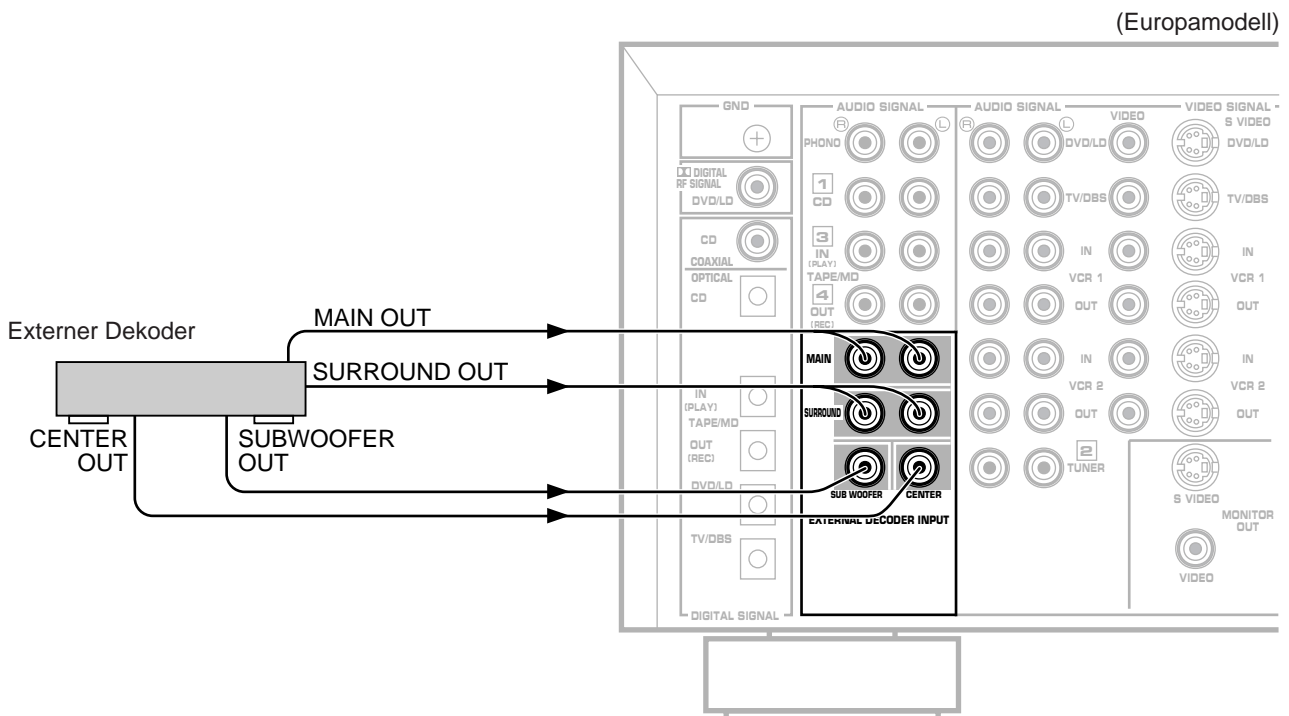 (Europamodell)
GND
AUDIO SIGNAL
AUDIO SIGNAL
VIDEO SIGNAL
R
L
R
L
VIDEO
S VIDEO
PHONO
DVD/LD
DVD/LD
DIGITAL
RF SIGNAL
DVD/LD
1
CD
TV/DBS
TV/DBS
CD
COAXIAL
3
IN
(PLAY)
TAPE/MD
4
OUT
(REC)
IN
VCR 1
OUT
IN
VCR 1
OUT
OPTICAL
CD
Externer Dekoder
MAIN OUT
SURROUND OUT
CENTER
OUT
SUBWOOFER
OUT
MAIN
SURROUND
SUB WOOFER
CENTER
EXTERNAL DECODER INPUT
IN
VCR 2
OUT
IN
VCR 2
OUT
IN
(PLAY)
TAPE/MD
OUT
(REC)
DVD/LD
TV/DBS
DIGITAL SIGNAL
2
TUNER
S VIDEO
MONITOR
OUT
VIDEO